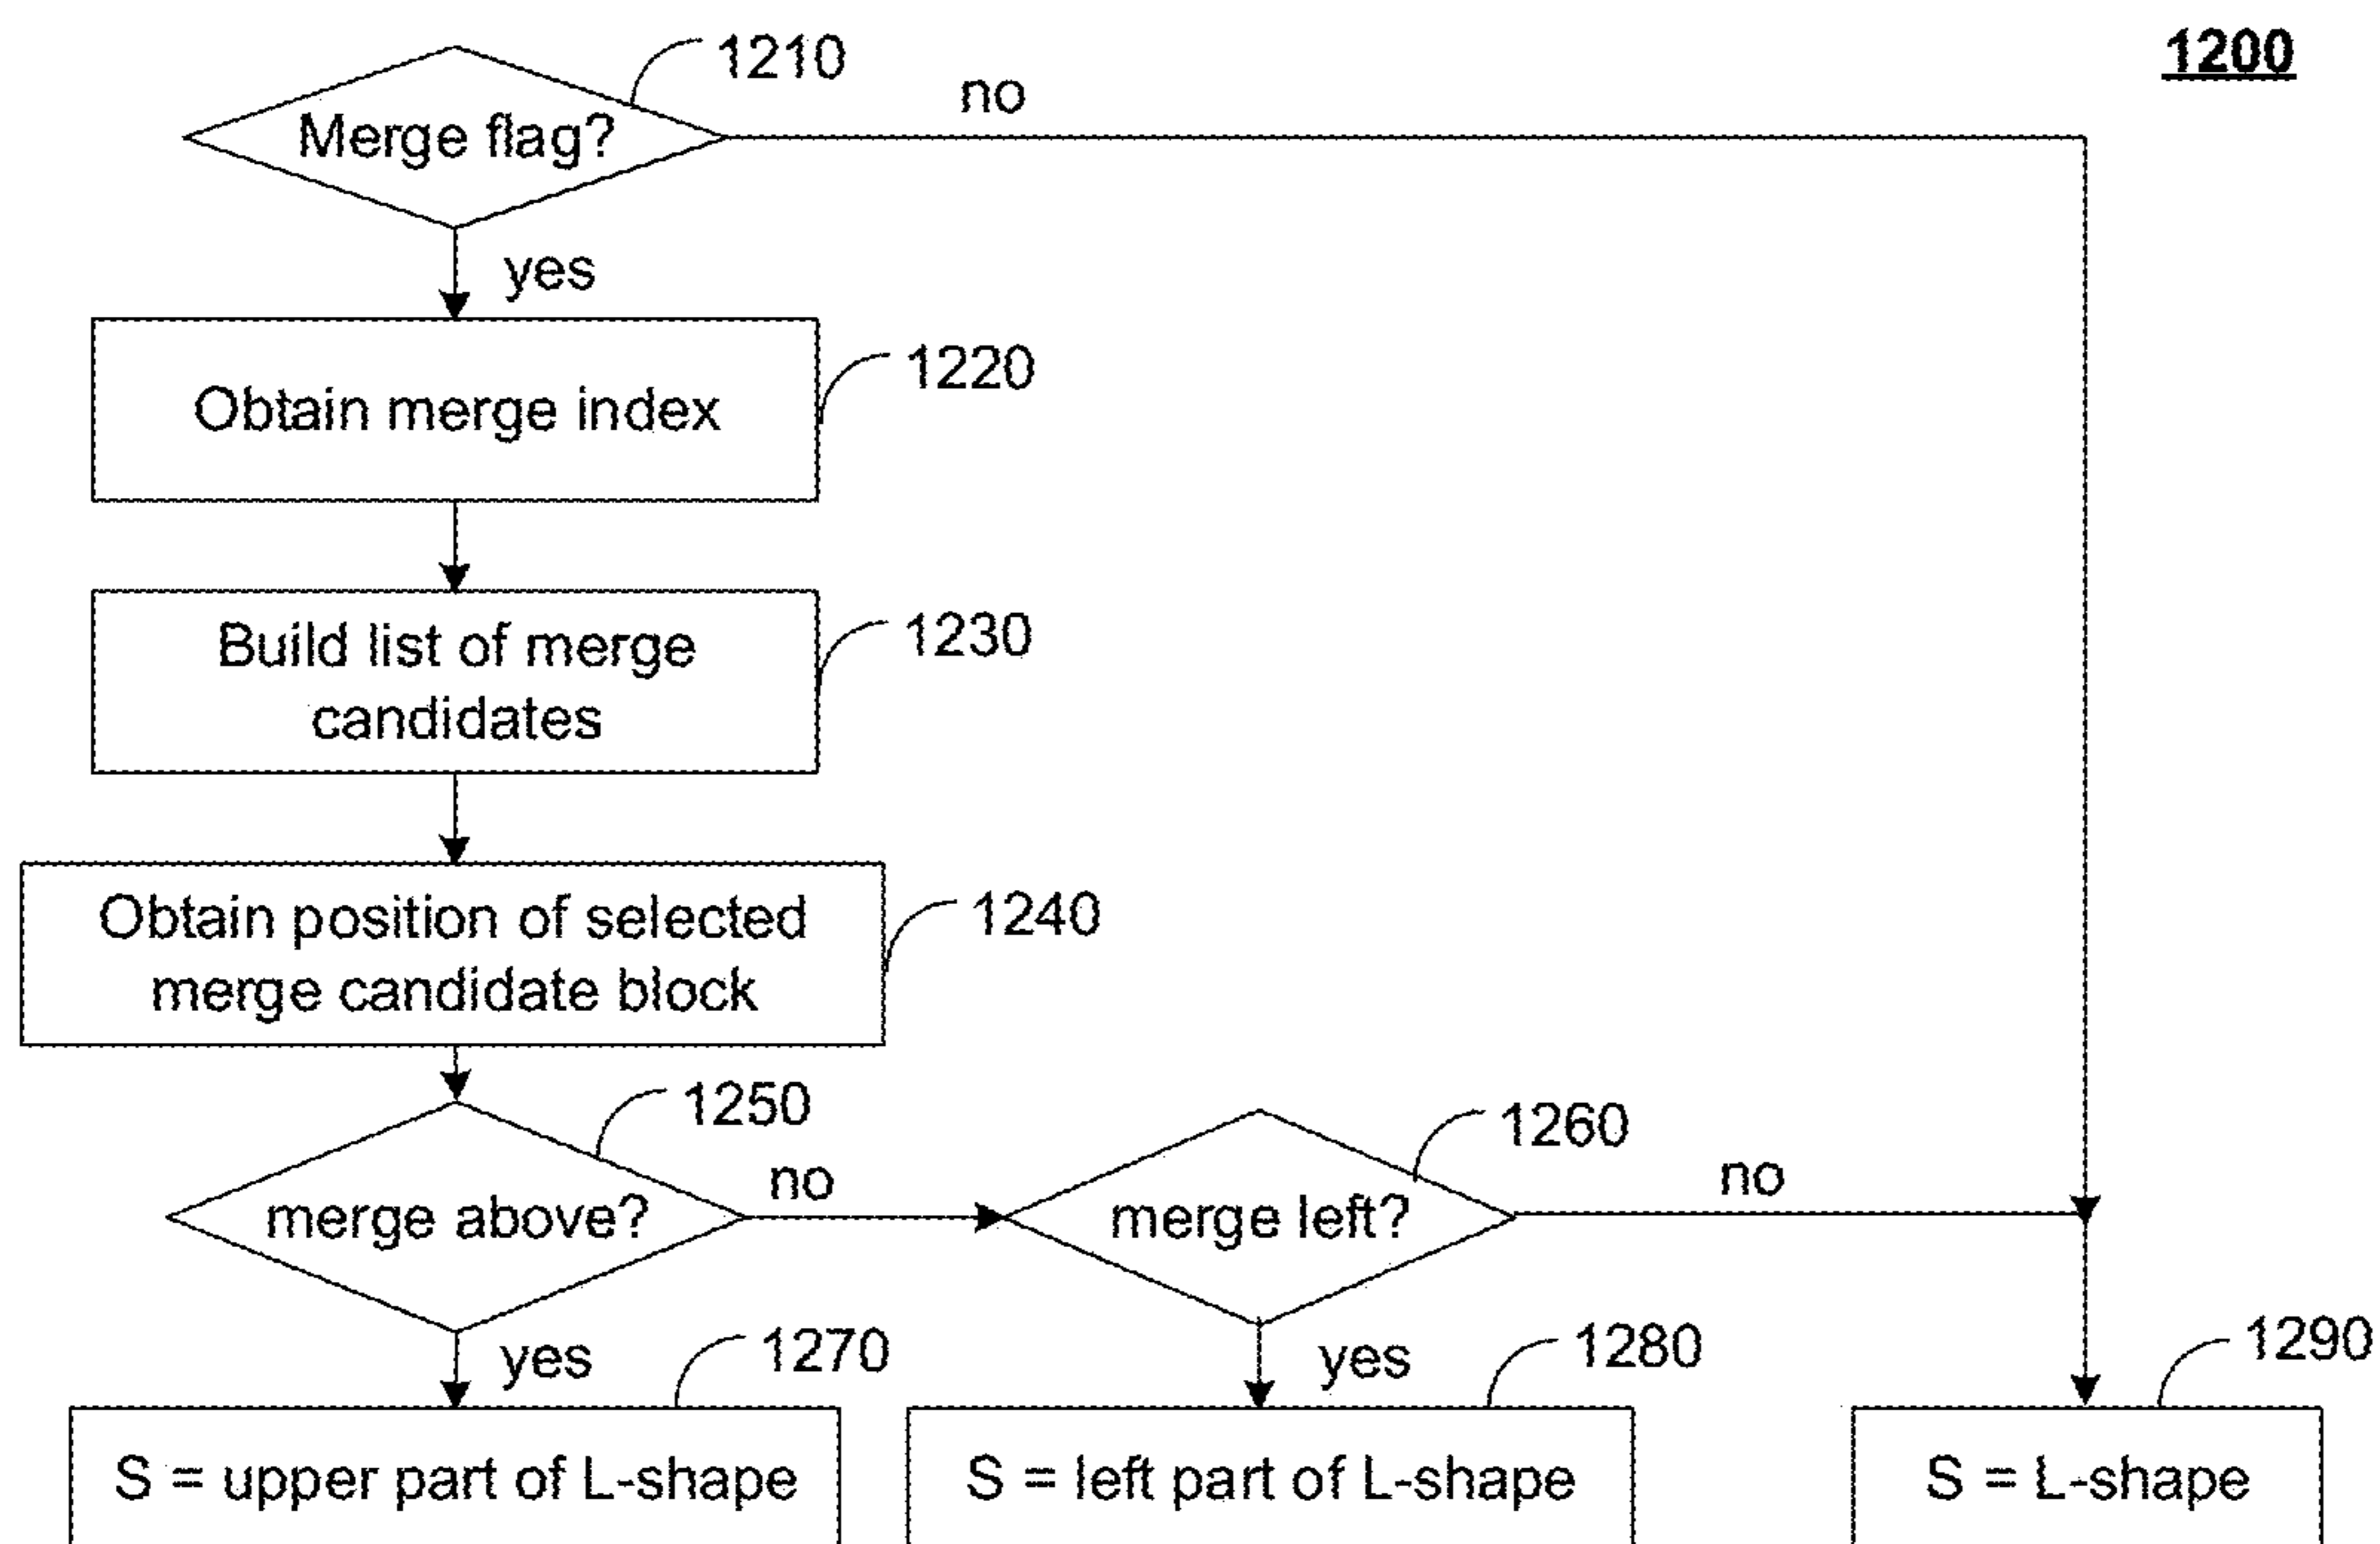 1200
1210
Merge flag?
no
yes
1220
Obtain merge index
1230
Build list of merge
candidates
1240
Obtain position of selected
merge candidate block
1250
merge above?
no
1260
merge left?
no
yes
1270
yes
1280
1290
S = upper part of L-shape
S = left part of L-shape
S = L-shape